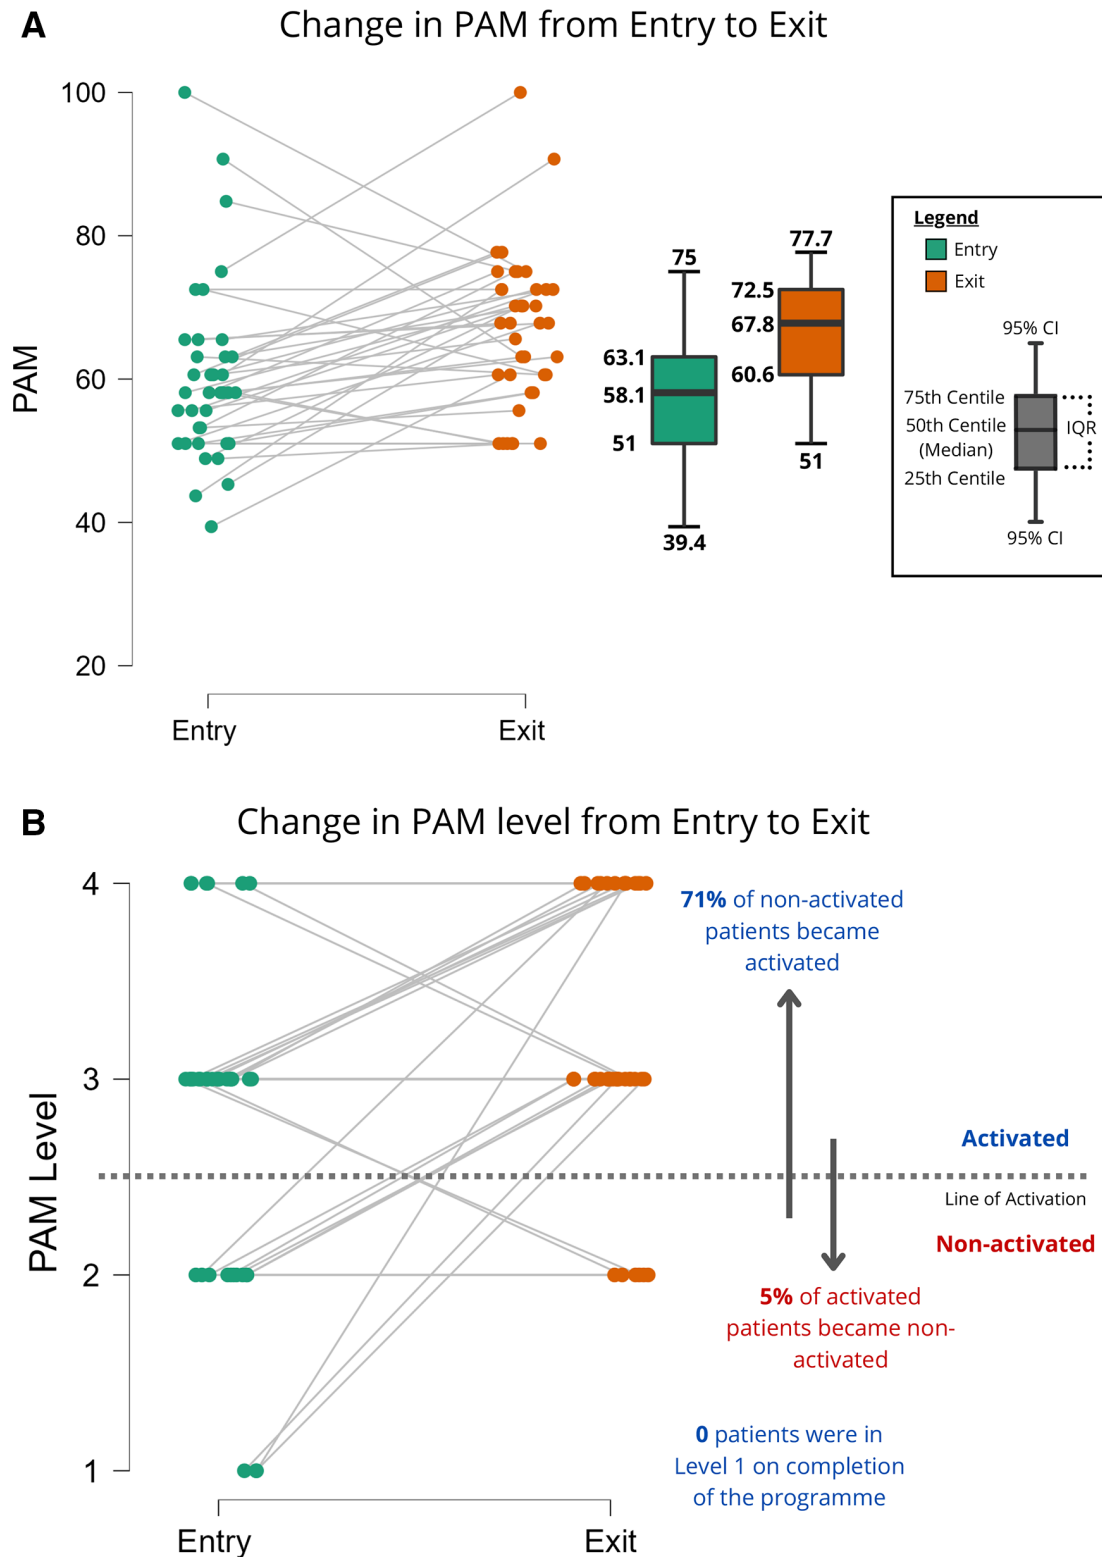 A
Change in PAM from Entry to Exit
100
80
60
40
20
PAM
Entry
Exit
75
63.1
58.1
51
39.4
77.7
72.5
67.8
60.6
51
Legend
Entry
Exit
95% CI
75th Centile
50th Centile
(Median)
25th Centile
IQR
95% CI
B
Change in PAM level from Entry to Exit
4
3
2
1
PAM Level
Entry
Exit
71% of non-activated
patients became
activated
Activated
Line of Activation
Non-activated
5% of activated
patients became non-
activated
0 patients were in
Level 1 on completion
of the programme